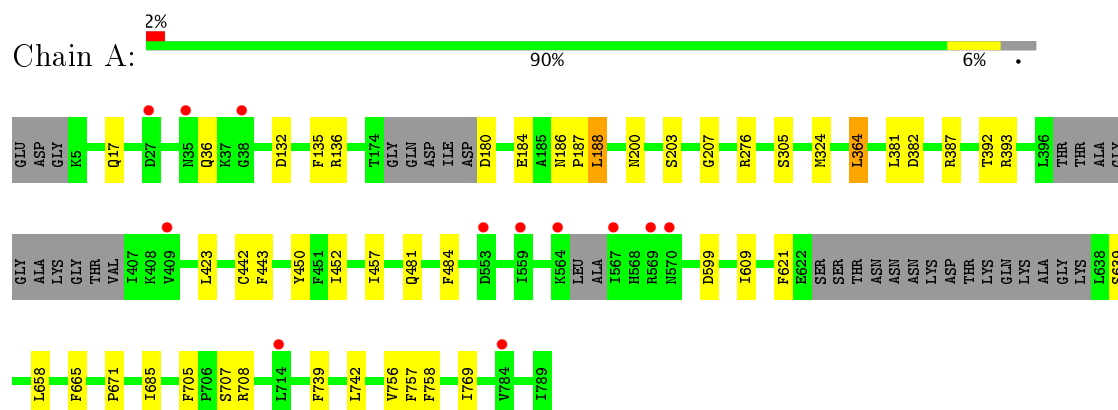 2%
Chain A:
90% 6% •
GLU ASP GLY K5 Q17 D27 N35 Q36 K37 G38 D132 F135 R136 T174 GLY GLN ASP ILE ASP D180 E184 A185 N186 P187 L188 N200 S203 G207 R276 S305 M324 L364 L381 D382 R387 T392 R393 L396 THR THR ALA GLY
GLY ALA LYS GLY THR VAL I407 K408 V409 L423 C442 F443 Y450 F451 I452 I457 Q481 F484 D553 I559 K564 LEU ALA I567 H568 R569 N570 D599 I609 F621 E622 SER SER THR ASN ASN ASN LYS ASP THR LYS GLN LYS ALA GLY LYS L638 S639
L658 F665 P671 I685 F705 P706 S707 R708 L714 F739 L742 V756 F757 F758 I769 V784 I789